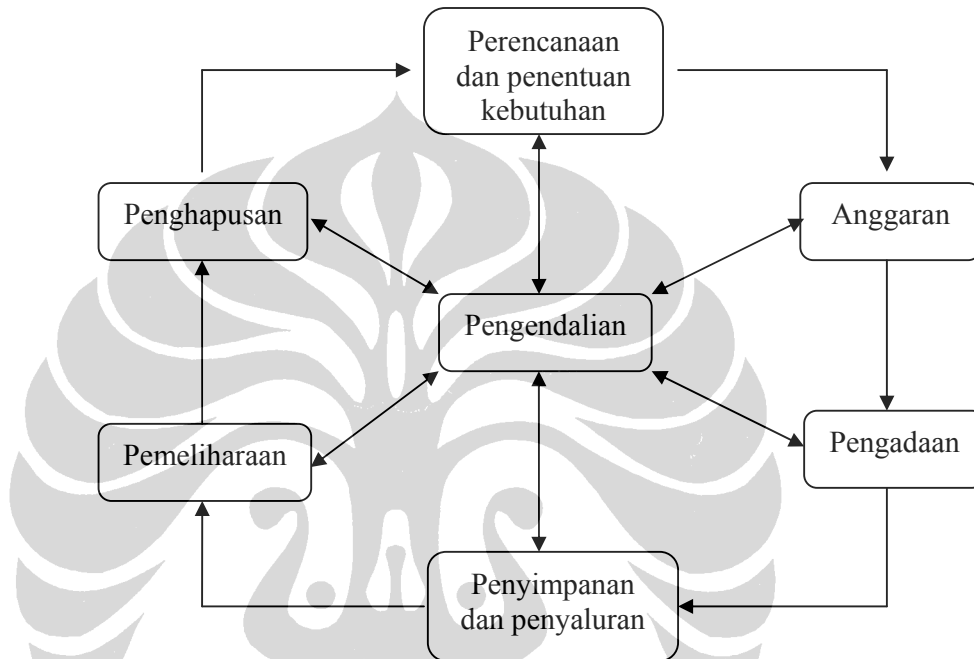 Perencanaan
dan penentuan
kebutuhan
Penghapusan
Anggaran
Pengendalian
Pemeliharaan
Pengadaan
Penyimpanan
dan penyaluran